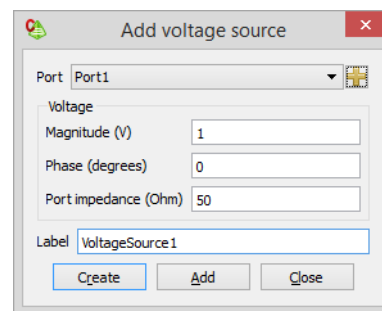 Add voltage source
Port Port1
Voltage
Magnitude (V) 1
Phase (degrees) 0
Port impedance (Ohm) 50
Label VoltageSource1
Create Add Close